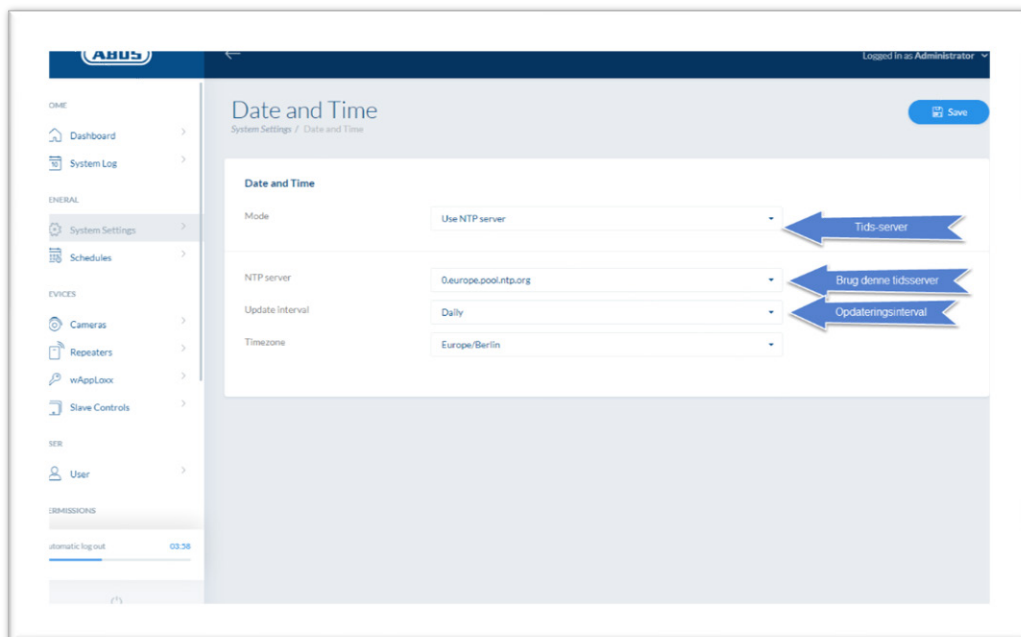 ABUS
Logged in as Administrator
OME
Dashboard
System Log
ENERAL
System Settings
Schedules
EVICES
Cameras
Repeaters
wAppLoxx
Slave Controls
SER
User
ERMISSIONS
utomatic log out 03:58
Date and Time
System Settings / Date and Time
Save
Date and Time
Mode Use NTP server Tids-server
NTP server 0.europe.pool.ntp.org Brug denne tidsserver
Update interval Daily Opdateringsinterval
Timezone Europe/Berlin